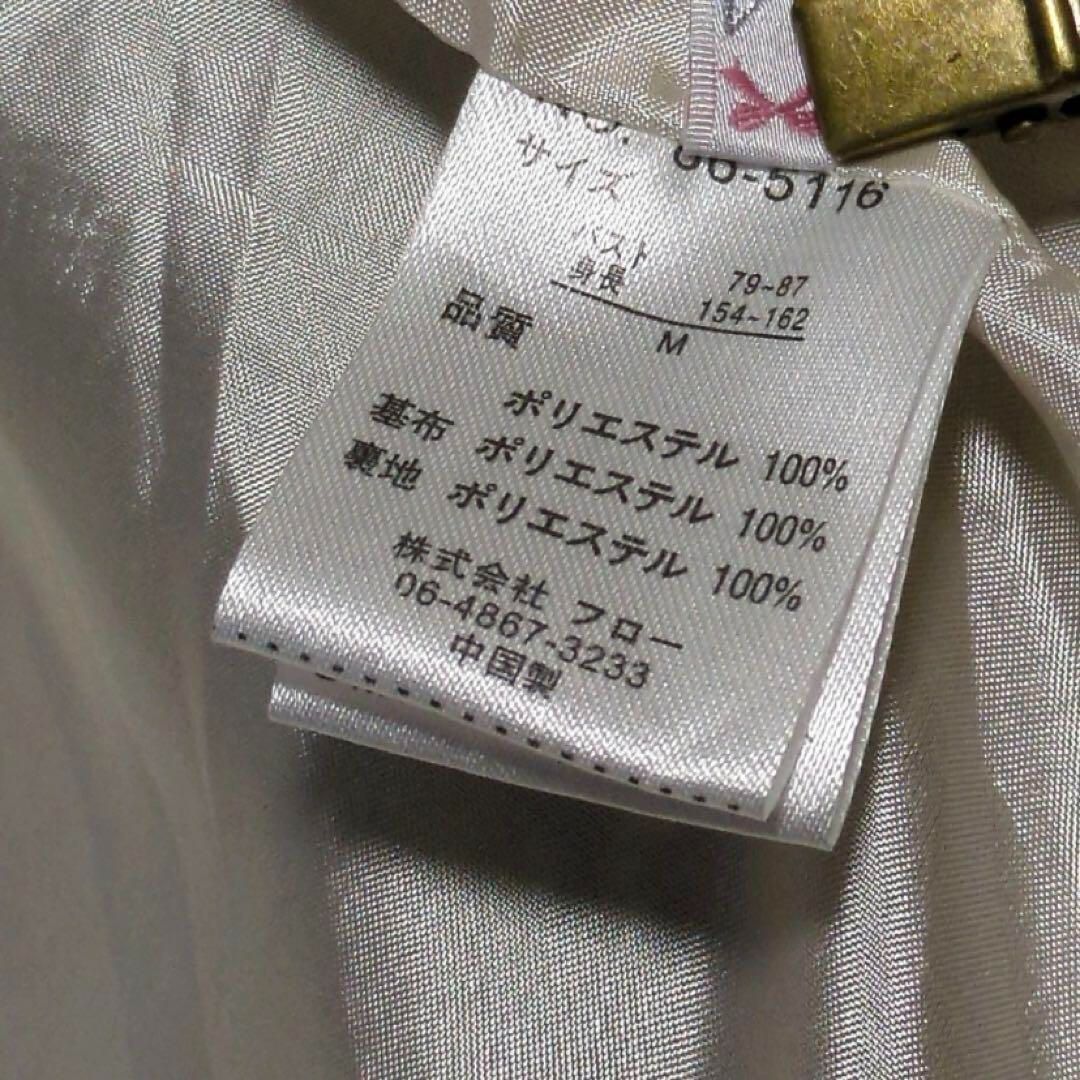 6-5116
サイズ
バスト 79~87
身長 154~162
M
品質
ポリエステル 100%
基布 ポリエステル 100%
裏地 ポリエステル 100%
株式会社 フロー
06-4867-3233
中国製